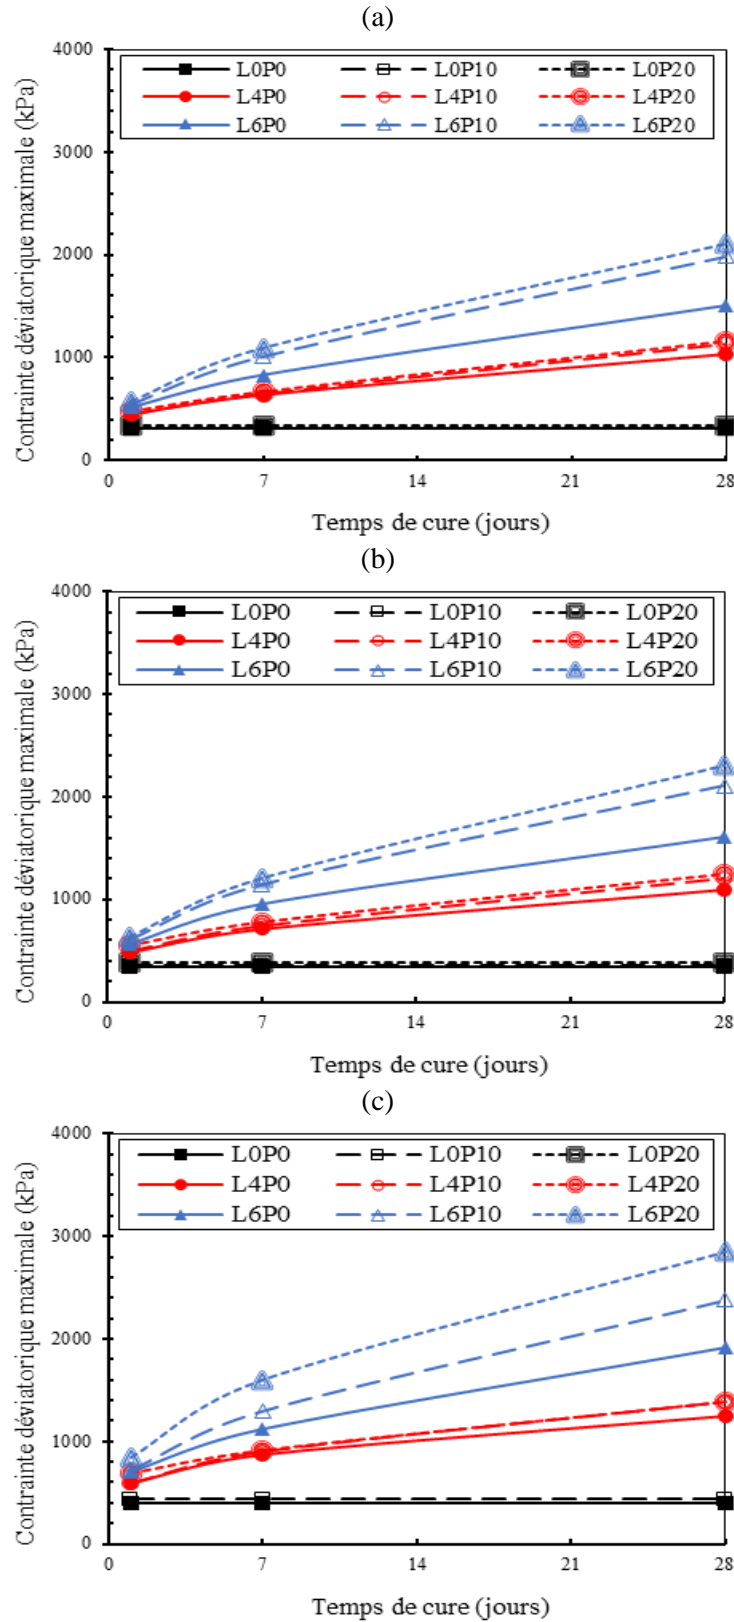 (a)
Contrainte déviatorique maximale (kPa)
4000
3000
2000
1000
0
L0P0 L0P10 L0P20
L4P0 L4P10 L4P20
L6P0 L6P10 L6P20
0 7 14 21 28
Temps de cure (jours)
(b)
Contrainte déviatorique maximale (kPa)
4000
3000
2000
1000
0
L0P0 L0P10 L0P20
L4P0 L4P10 L4P20
L6P0 L6P10 L6P20
0 7 14 21 28
Temps de cure (jours)
(c)
Contrainte déviatorique maximale (kPa)
4000
3000
2000
1000
0
L0P0 L0P10 L0P20
L4P0 L4P10 L4P20
L6P0 L6P10 L6P20
0 7 14 21 28
Temps de cure (jours)